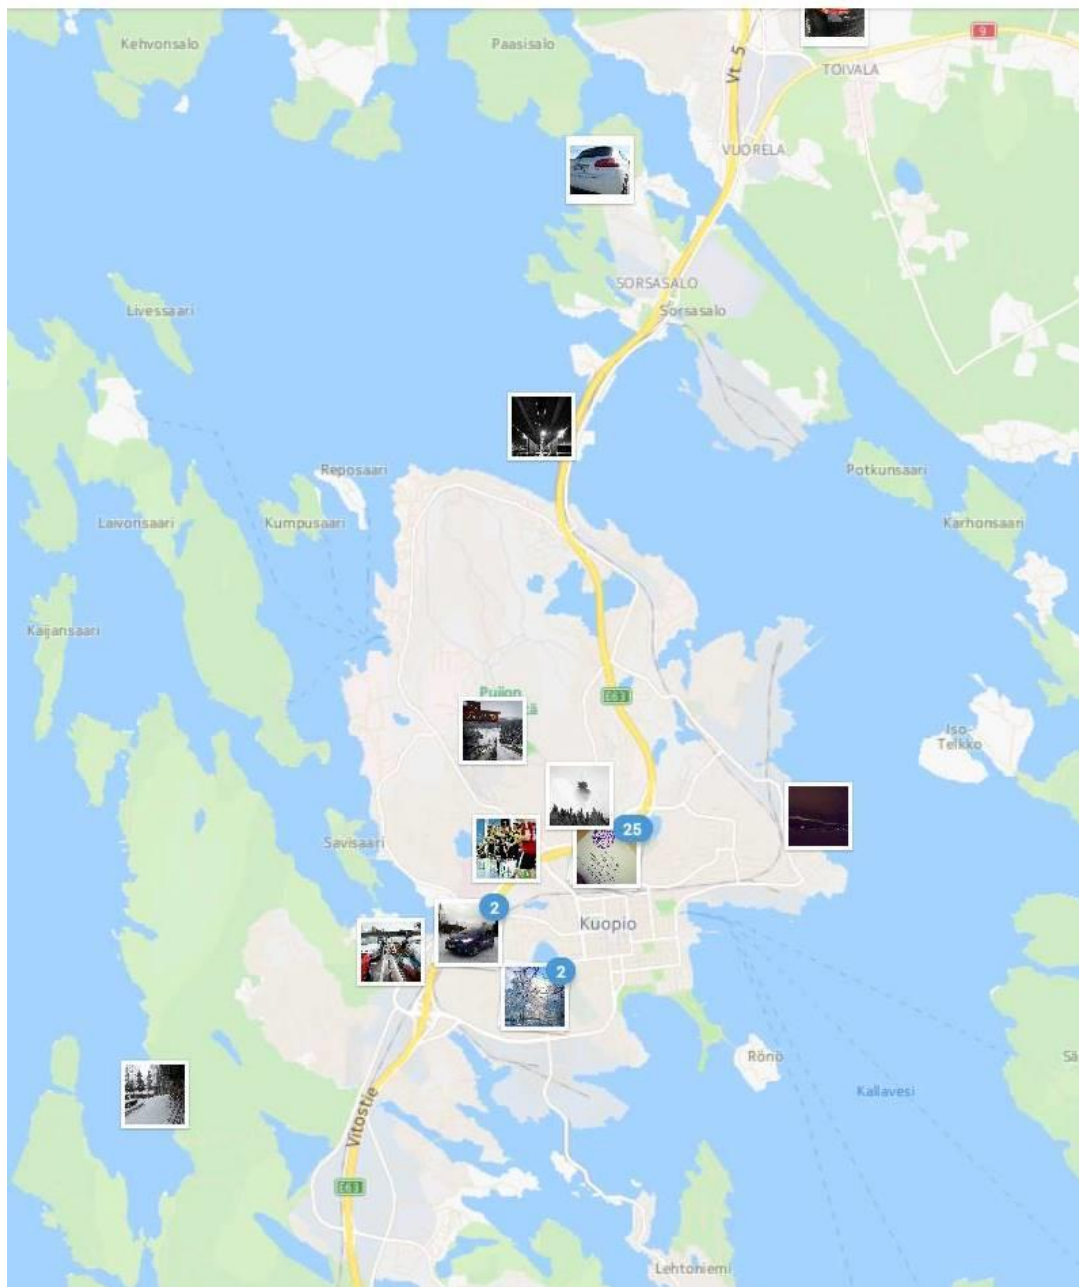 Kehvonsalo
Paasisalo
9
Vt. 5
TOIVALA
VUORELA
SORSASALO
Sorsasalo
Livessaari
Reposaari
Potkunsaari
Laivonsaari
Kumpusaari
Karhonsaari
Kaijansaari
Puijon
E63
Iso-
Telkko
25
Savisaari
2
Kuopio
2
Rönö
Kallavesi
Vitostie
E63
Lehtoniemi